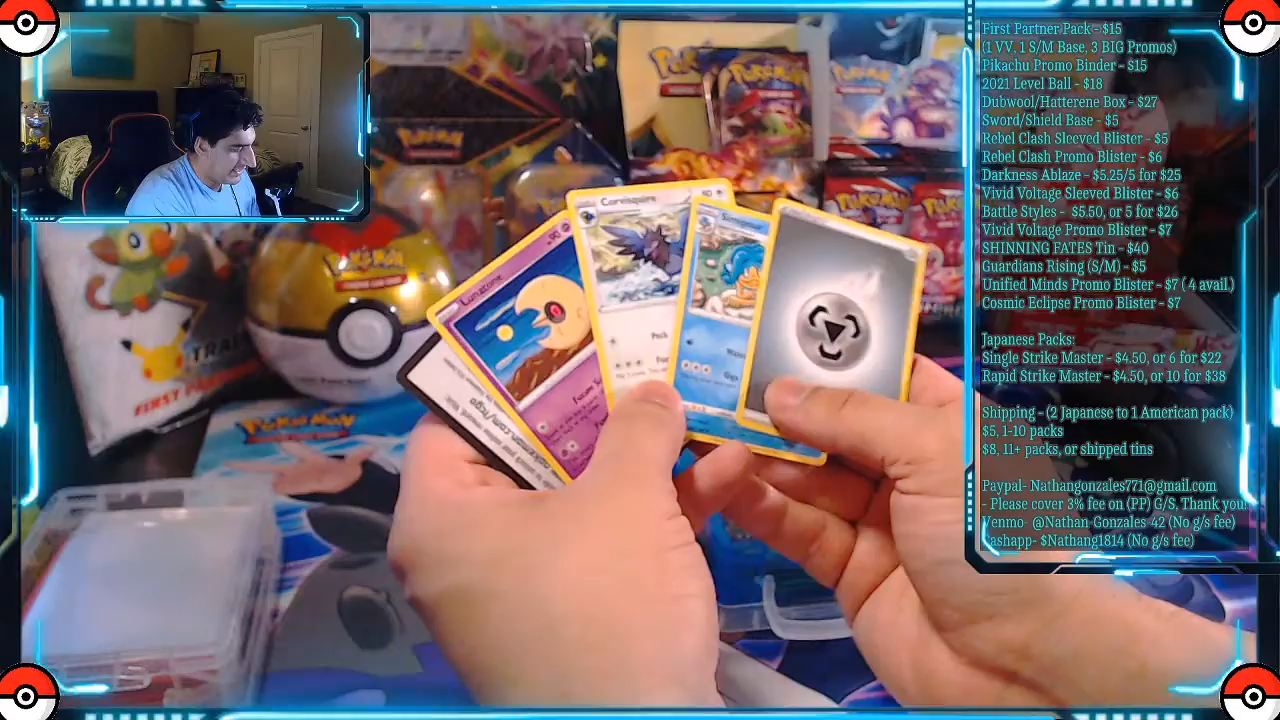 First Partner Pack - $15
(1 VV, 1 S/M Base, 3 BIG Promos)
Pikachu Promo Binder - $15
2021 Level Ball - $18
Dubwool/Hatterene Box - $27
Sword/Shield Base - $5
Rebel Clash Sleeved Blister - $5
Rebel Clash Promo Blister - $6
Darkness Ablaze - $5.25/5 for $25
Vivid Voltage Sleeved Blister - $6
Battle Styles - $5.50, or 5 for $26
Vivid Voltage Promo Blister - $7
SHINNING FATES Tin - $40
Guardians Rising (S/M) - $5
Unified Minds Promo Blister - $7 ( 4 avail.)
Cosmic Eclipse Promo Blister - $7
Japanese Packs:
Single Strike Master - $4.50, or 6 for $22
Rapid Strike Master - $4.50, or 10 for $38
Shipping - (2 Japanese to 1 American pack)
$5, 1-10 packs
$8, 11+ packs, or shipped tins
Paypal- Nathangonzales771@gmail.com
- Please cover 3% fee on (PP) G/S, Thank you!
Venmo- @Nathan-Gonzales-42 (No g/s fee)
Cashapp- $Nathang1814 (No g/s fee)
POKÉMON
POKÉMON
POKÉMON
POKÉMON
POKÉMON
Lunatone
90
Corvisquire
80
Peck
FIRST